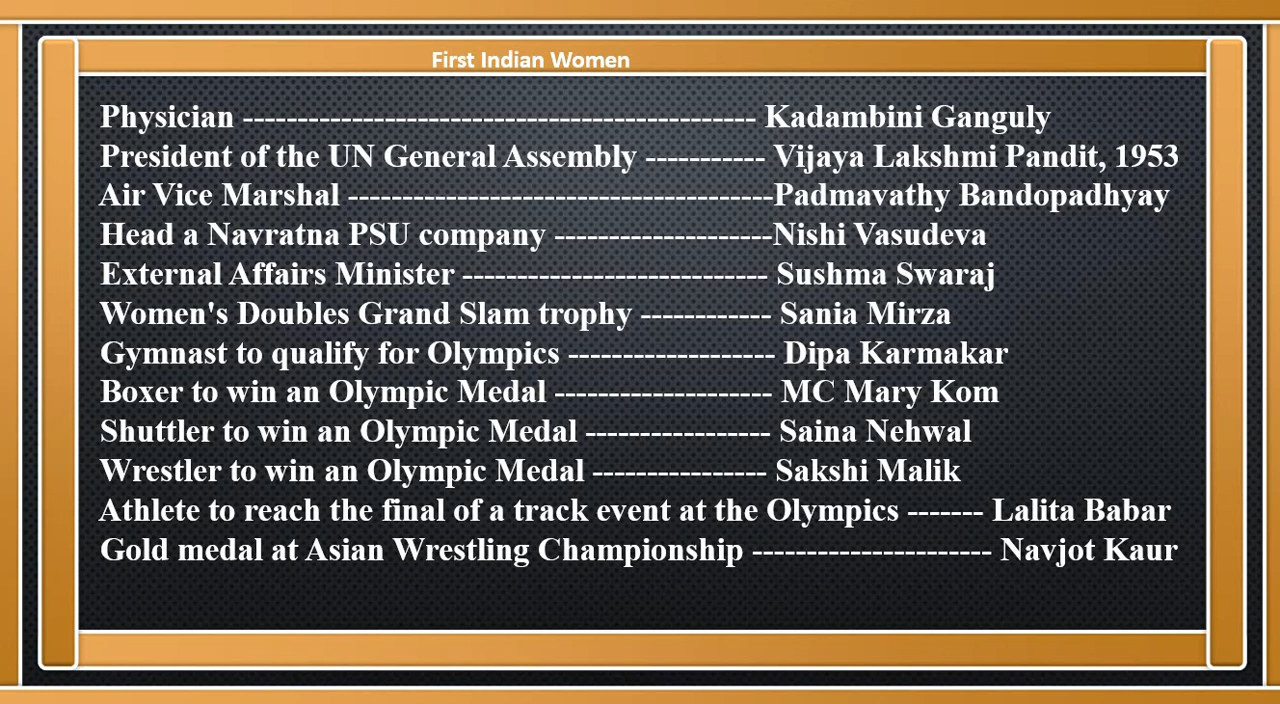 First Indian Women
Physician ----------------------------------------------- Kadambini Ganguly
President of the UN General Assembly ----------- Vijaya Lakshmi Pandit, 1953
Air Vice Marshal ---------------------------------------Padmavathy Bandopadhyay
Head a Navratna PSU company --------------------Nishi Vasudeva
External Affairs Minister ---------------------------- Sushma Swaraj
Women's Doubles Grand Slam trophy ------------ Sania Mirza
Gymnast to qualify for Olympics ------------------- Dipa Karmakar
Boxer to win an Olympic Medal -------------------- MC Mary Kom
Shuttler to win an Olympic Medal ----------------- Saina Nehwal
Wrestler to win an Olympic Medal ---------------- Sakshi Malik
Athlete to reach the final of a track event at the Olympics ------- Lalita Babar
Gold medal at Asian Wrestling Championship ---------------------- Navjot Kaur